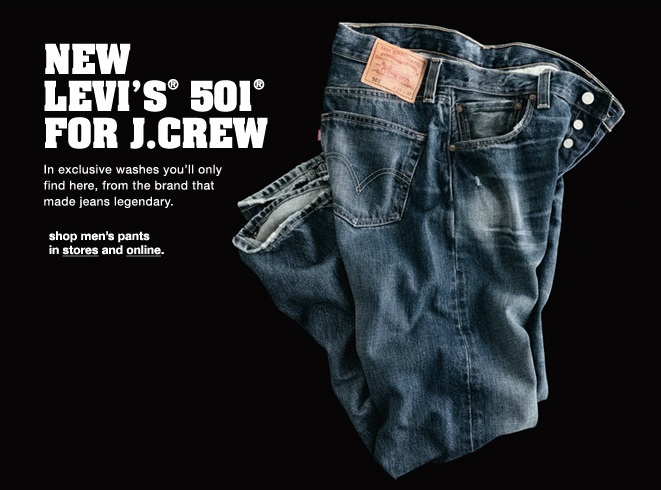 NEW
LEVI'S® 501®
FOR J.CREW
In exclusive washes you'll only
find here, from the brand that
made jeans legendary.
shop men's pants
in stores and online.